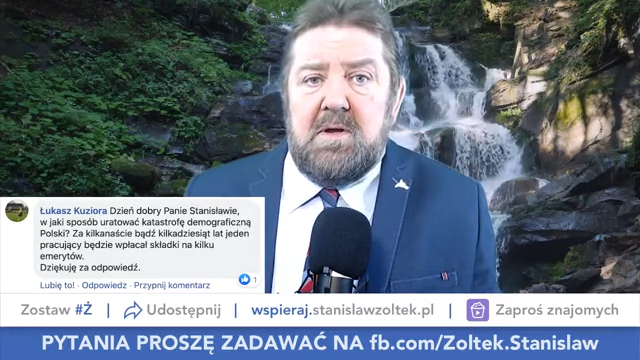 Łukasz Kuziora Dzień dobry Panie Stanisławie,
w jaki sposób uratować katastrofę demograficzną
Polski? Za kilkanaście bądź kilkadziesiąt lat jeden
pracujący będzie wpłacał składki na kilku
emerytów.
Dziękuję za odpowiedź.
Lubię to! · Odpowiedz · Przypnij komentarz
1
Zostaw #Ż | Udostępnij | wspieraj.stanislawzoltek.pl | Zaproś znajomych
PYTANIA PROSZĘ ZADAWAĆ NA fb.com/Zoltek.Stanislaw